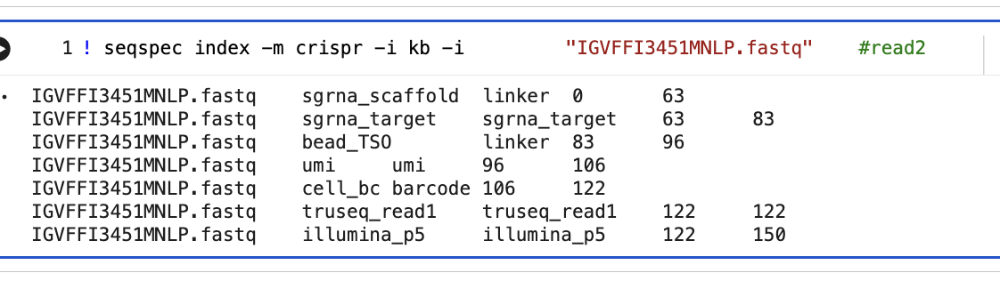 1 ! seqspec index -m crispr -i kb -i "IGVFFI3451MNLP.fastq" #read2
IGVFFI3451MNLP.fastq sgrna_scaffold linker 0 63
IGVFFI3451MNLP.fastq sgrna_target sgrna_target 63 83
IGVFFI3451MNLP.fastq bead_TSO linker 83 96
IGVFFI3451MNLP.fastq umi umi 96 106
IGVFFI3451MNLP.fastq cell_bc barcode 106 122
IGVFFI3451MNLP.fastq truseq_read1 truseq_read1 122 122
IGVFFI3451MNLP.fastq illumina_p5 illumina_p5 122 150